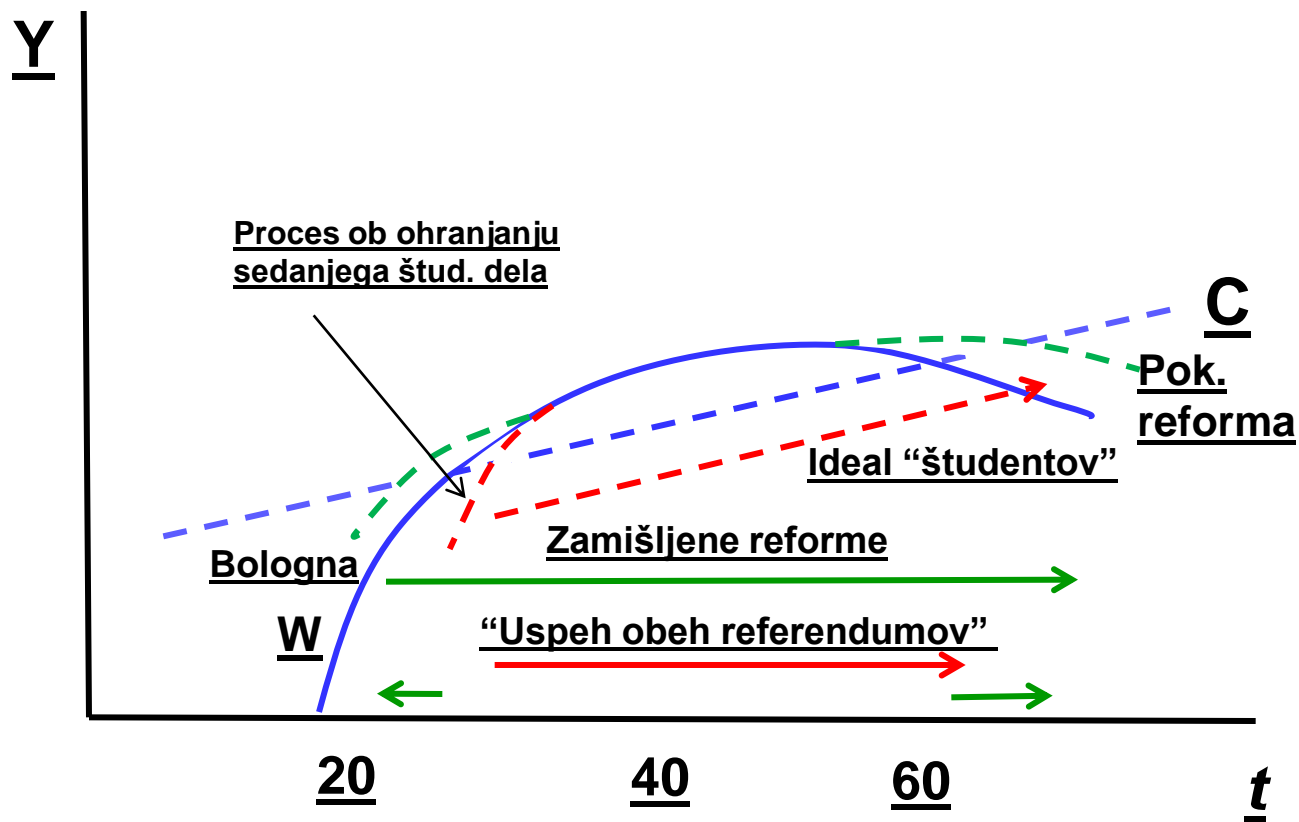 Y
Proces ob ohranjanju
sedanjega štud. dela
C
Pok.
reforma
Ideal “študentov”
Zamišljene reforme
Bologna
“Uspeh obeh referendumov”
W
20
40
60
t